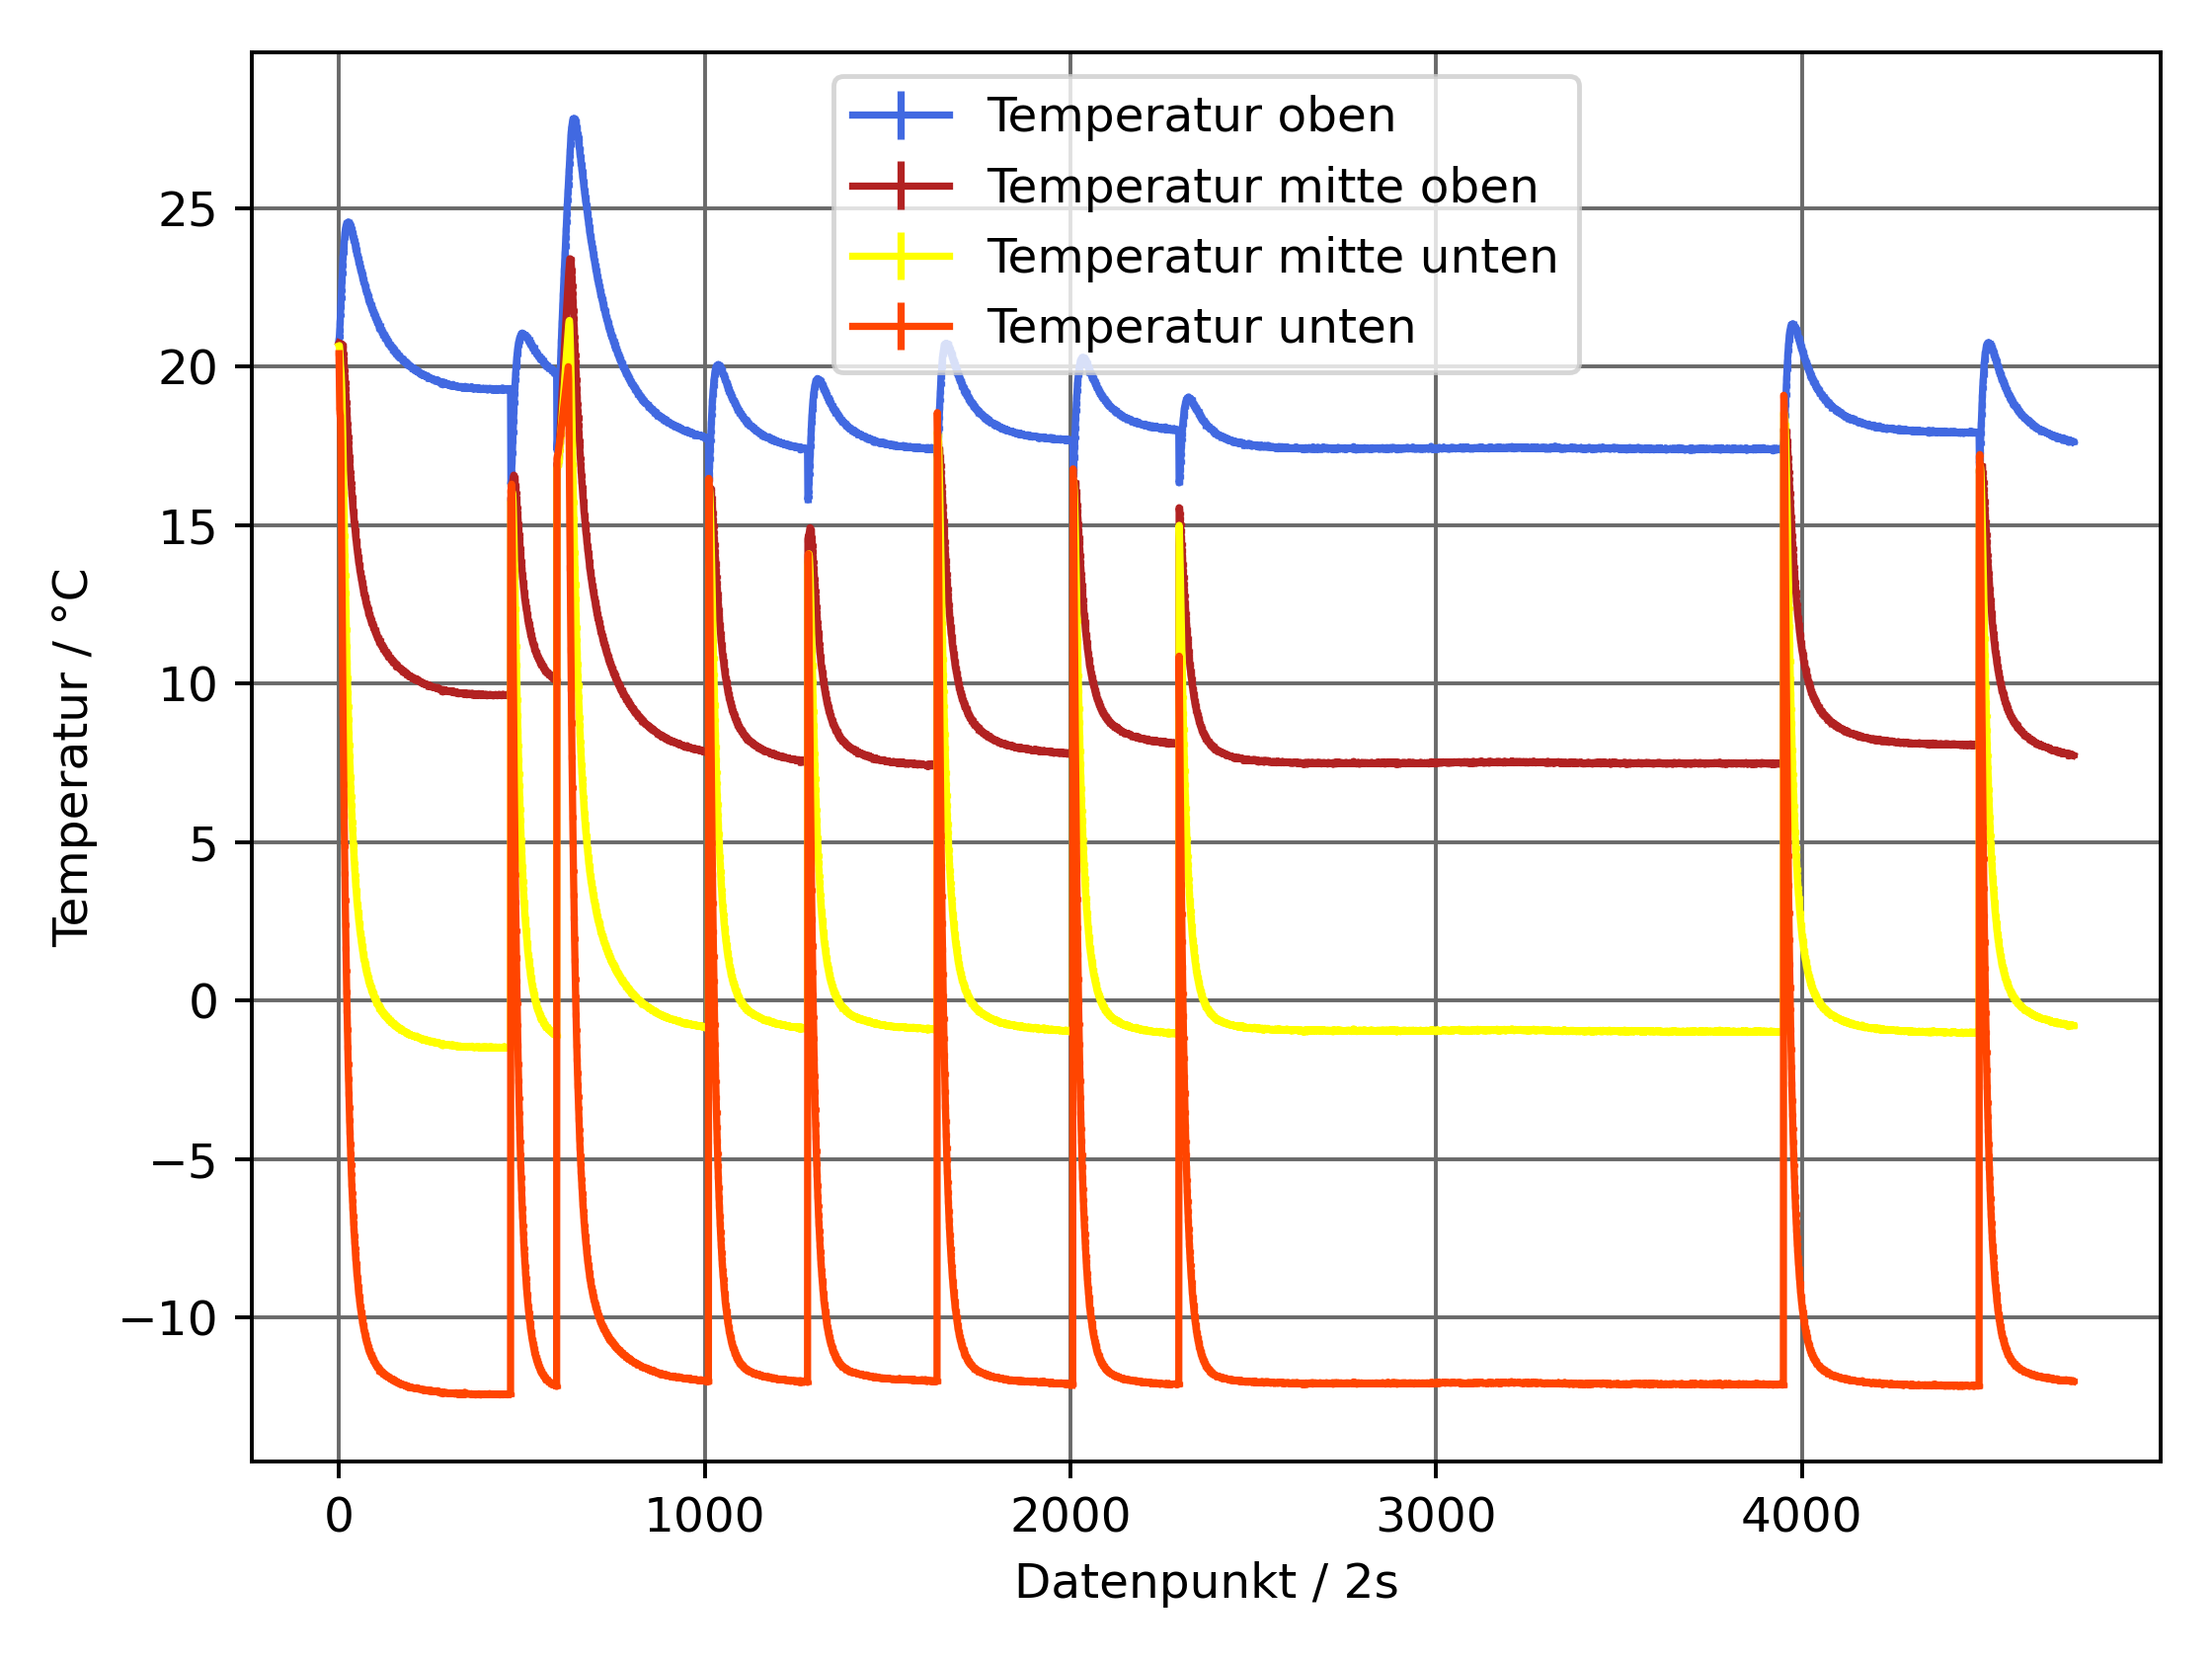 Temperatur oben
Temperatur mitte oben
Temperatur mitte unten
Temperatur unten
Temperatur / °C
25
20
15
10
5
0
−5
−10
0 1000 2000 3000 4000
Datenpunkt / 2s